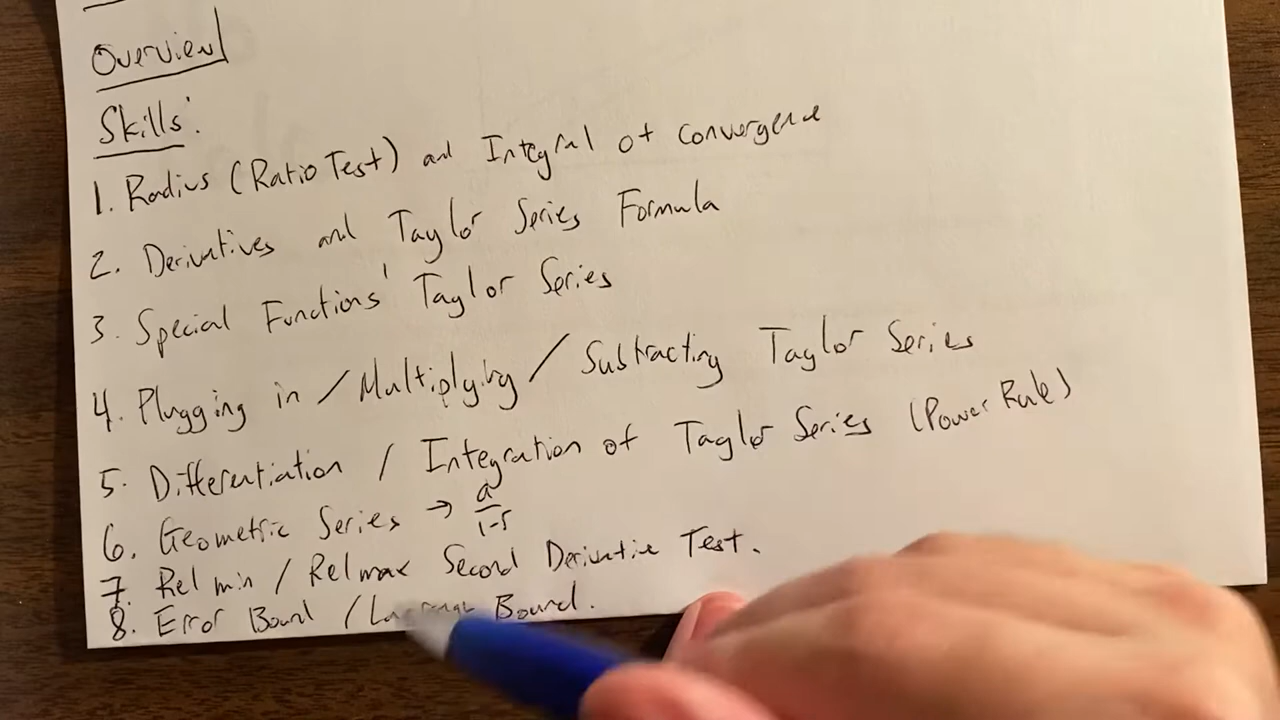 Overview
Skills:
1. Radius (Ratio Test) and Integral of convergence
2. Derivatives and Taylor Series Formula
3. Special Functions' Taylor Series
4. Plugging in / Multiplying / Subtracting Taylor Series
5. Differentiation / Integration of Taylor Series (Power Rule)
6. Geometric Series → a/1-r
7. Rel min / Rel max Second Derivative Test.
8. Error Bound / Bound.